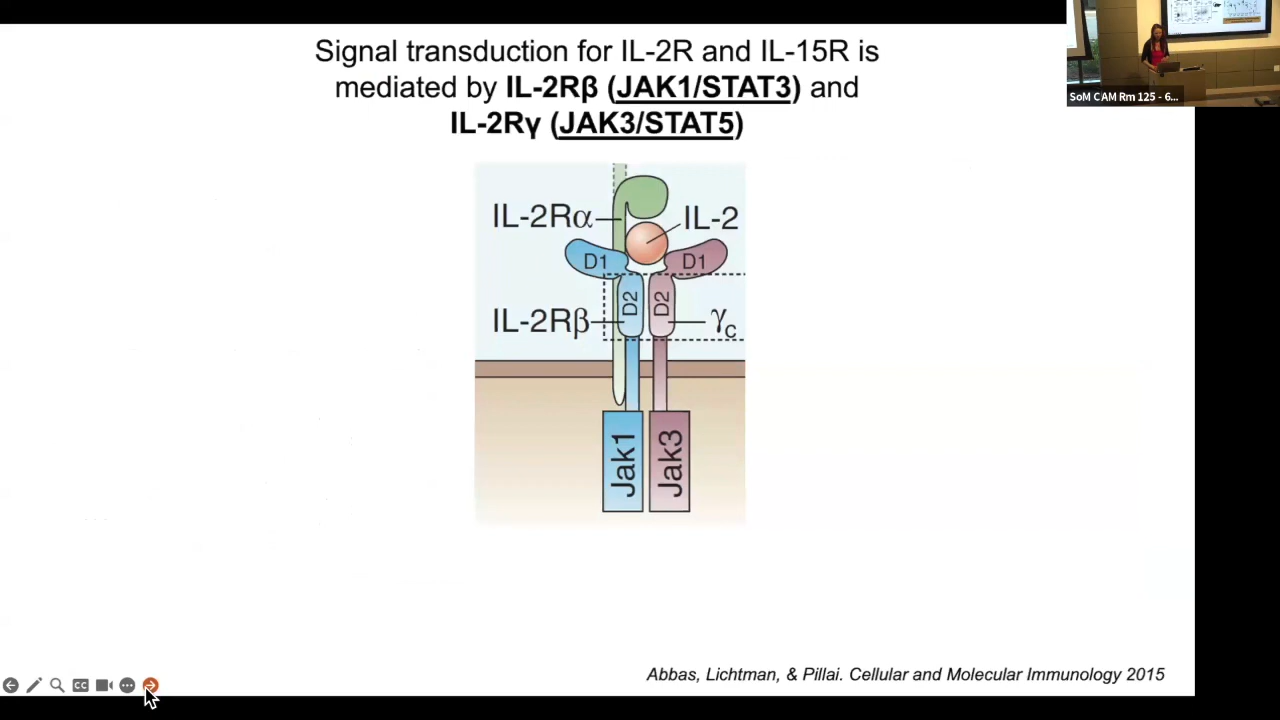 Signal transduction for IL-2R and IL-15R is
mediated by IL-2Rβ (JAK1/STAT3) and
IL-2Rγ (JAK3/STAT5)
SoM CAM Rm 125 - 6...
IL-2Rα
IL-2
D1
D1
D2
D2
IL-2Rβ
γc
Jak1
Jak3
Abbas, Lichtman, & Pillai. Cellular and Molecular Immunology 2015
CC